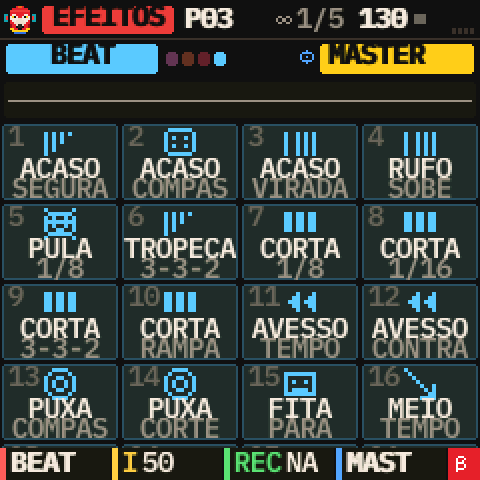 EFEITOS P03 ∞1/5 130
BEAT MASTER
1 2 3 4
ACASO ACASO ACASO RUFO
SEGURA COMPAS VIRADA SOBE
5 6 7 8
PULA TROPECA CORTA CORTA
1/8 3-3-2 1/8 1/16
9 10 11 12
CORTA CORTA AVESSO AVESSO
3-3-2 RAMPA TEMPO CONTRA
13 14 15 16
PUXA PUXA FITA MEIO
COMPAS CORTE PARA TEMPO
BEAT I50 REC NA MAST β